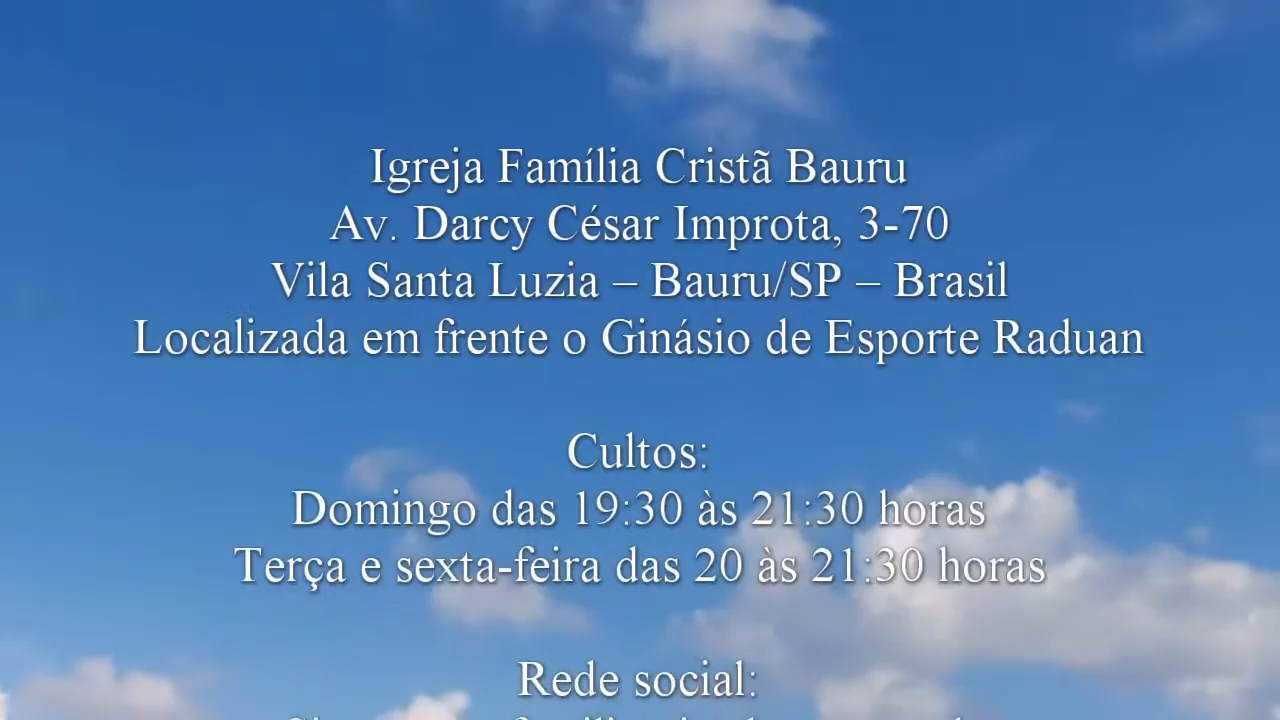 Igreja Família Cristã Bauru
Av. Darcy César Improta, 3-70
Vila Santa Luzia – Bauru/SP – Brasil
Localizada em frente o Ginásio de Esporte Raduan
Cultos:
Domingo das 19:30 às 21:30 horas
Terça e sexta-feira das 20 às 21:30 horas
Rede social: